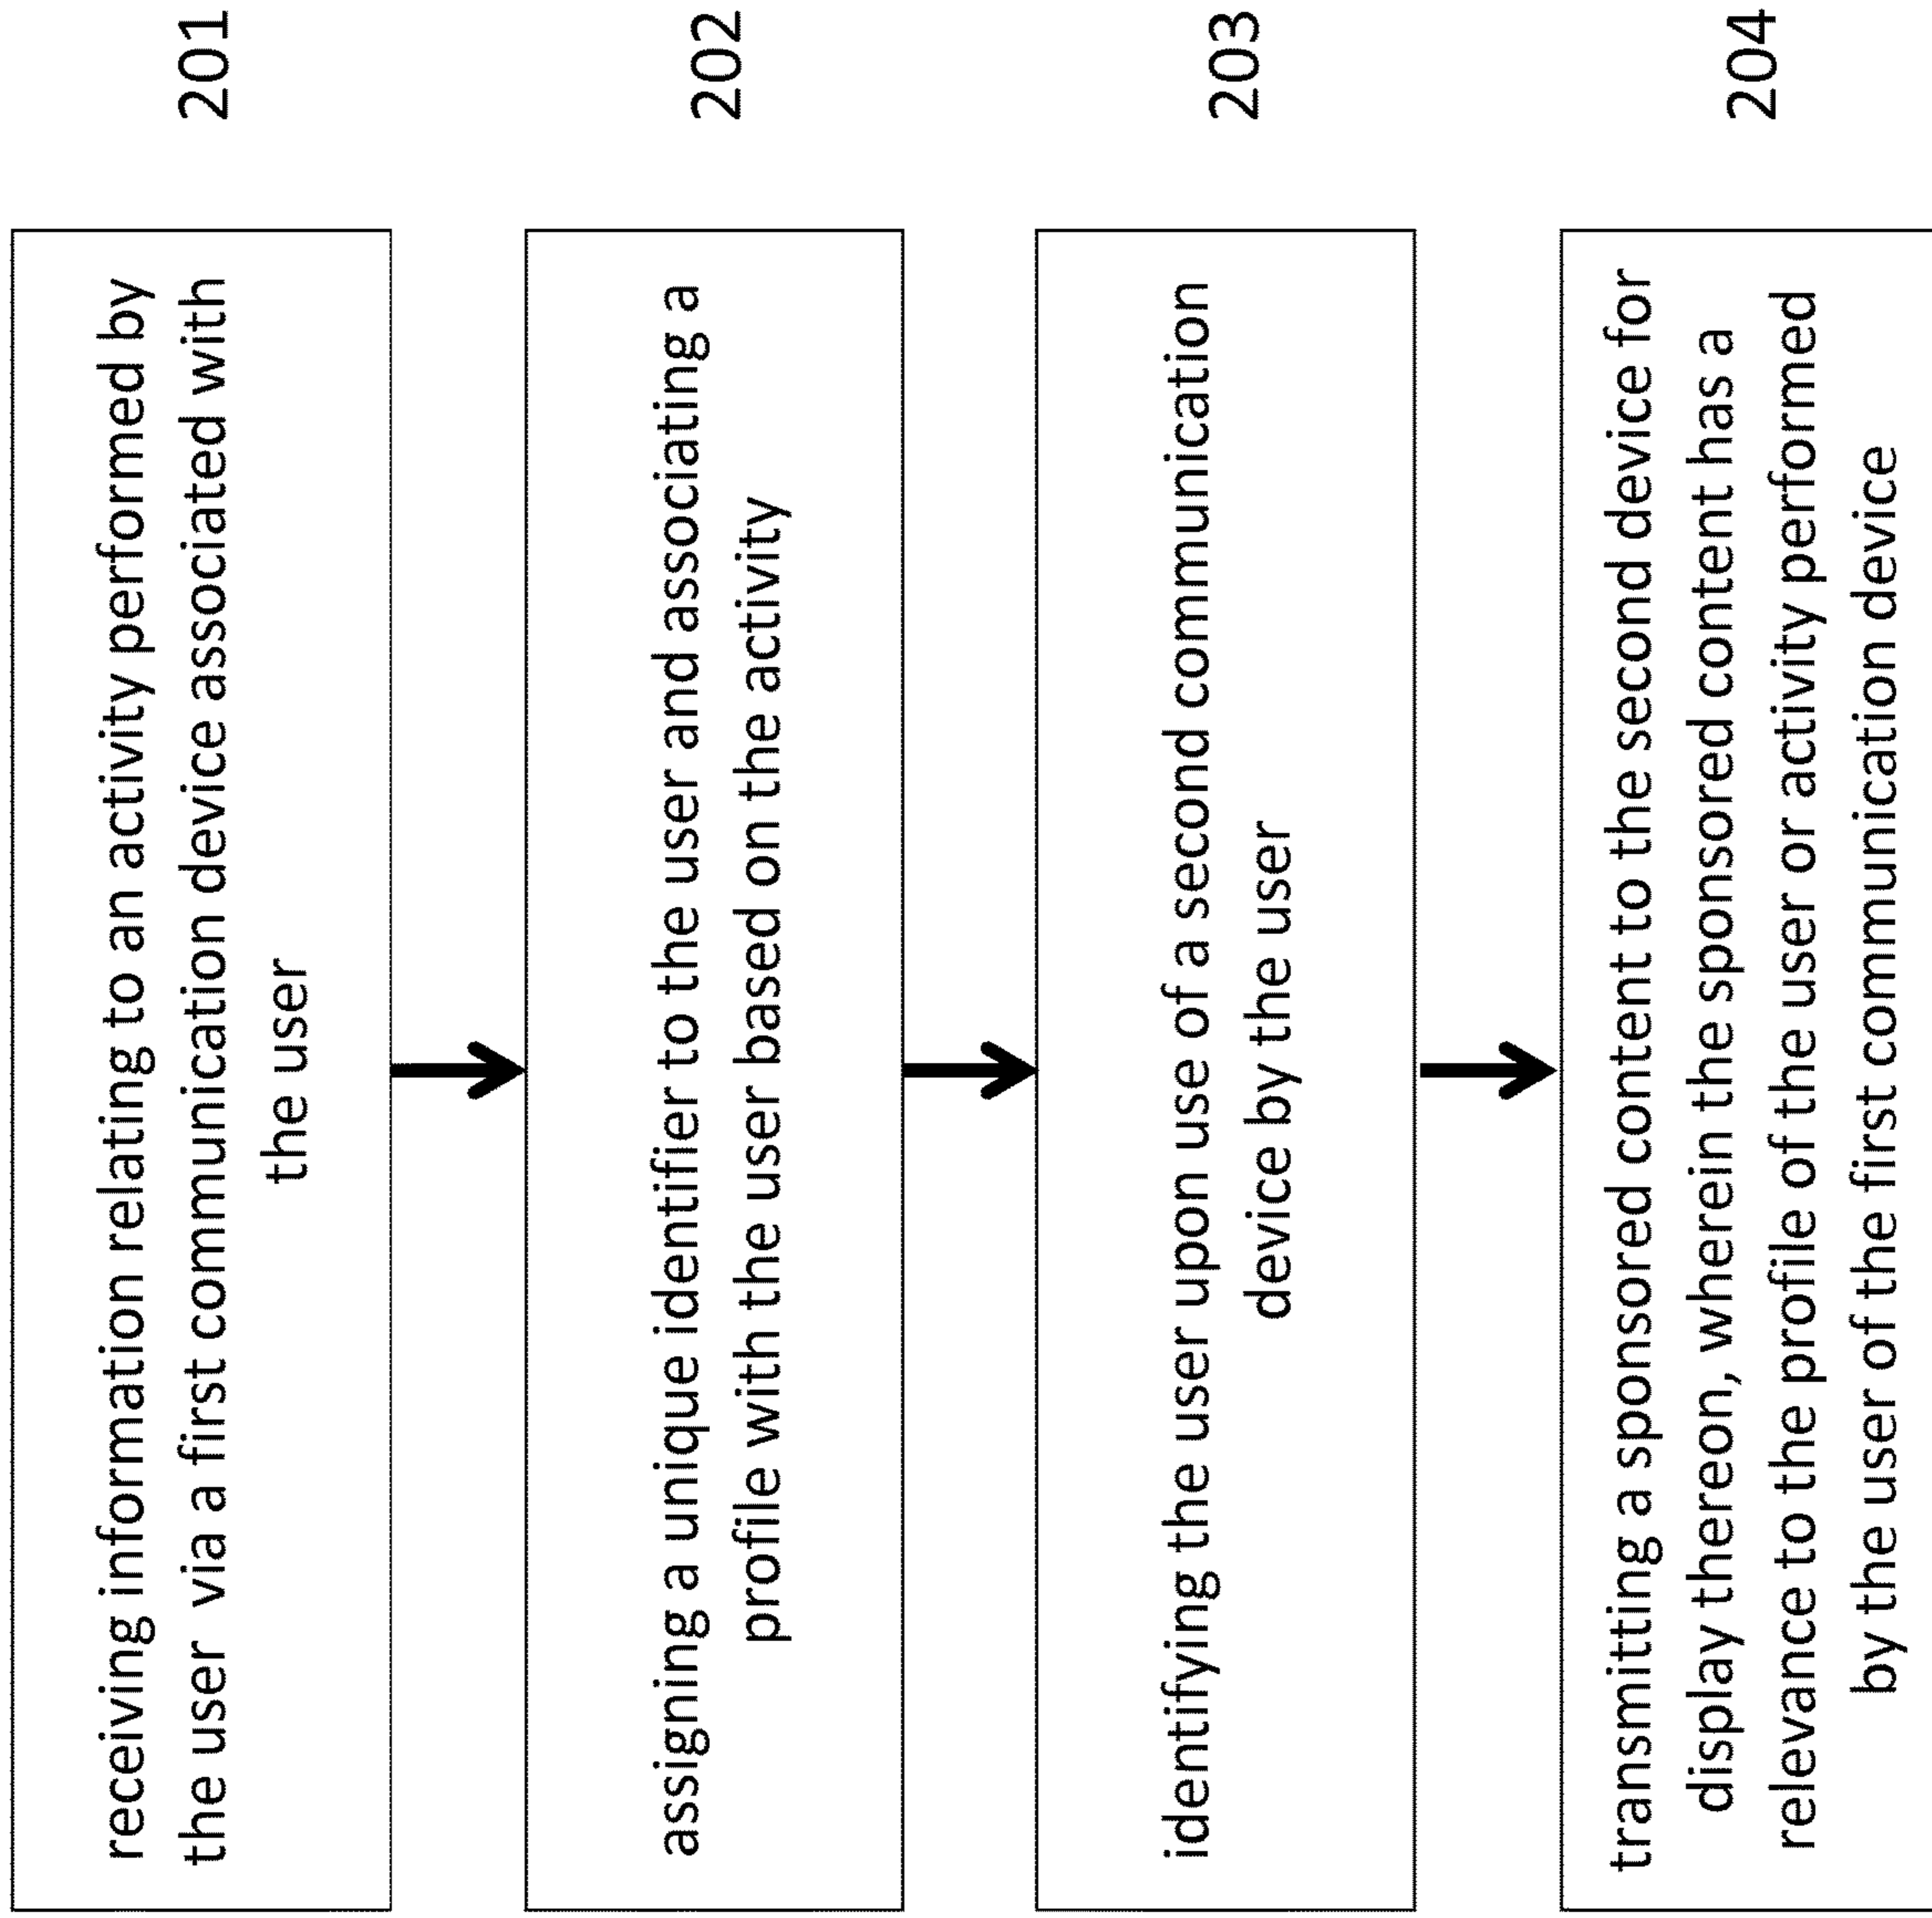 receiving information relating to an activity performed by
the user via a first communication device associated with
the user
201
assigning a unique identifier to the user and associating a
profile with the user based on the activity
202
identifying the user upon use of a second communication
device by the user
203
transmitting a sponsored content to the second device for
display thereon, wherein the sponsored content has a
relevance to the profile of the user or activity performed
by the user of the first communication device
204